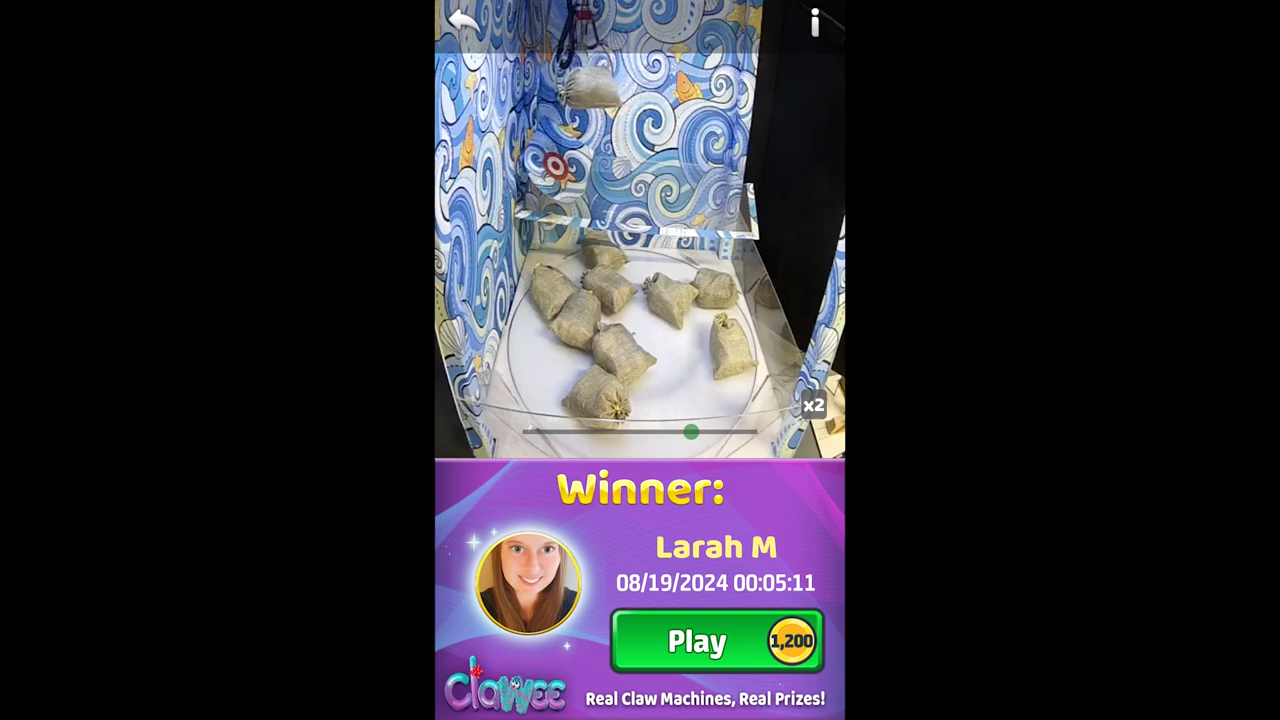 x2
Winner:
Larah M
08/19/2024 00:05:11
Play 1,200
Clawee
Real Claw Machines, Real Prizes!